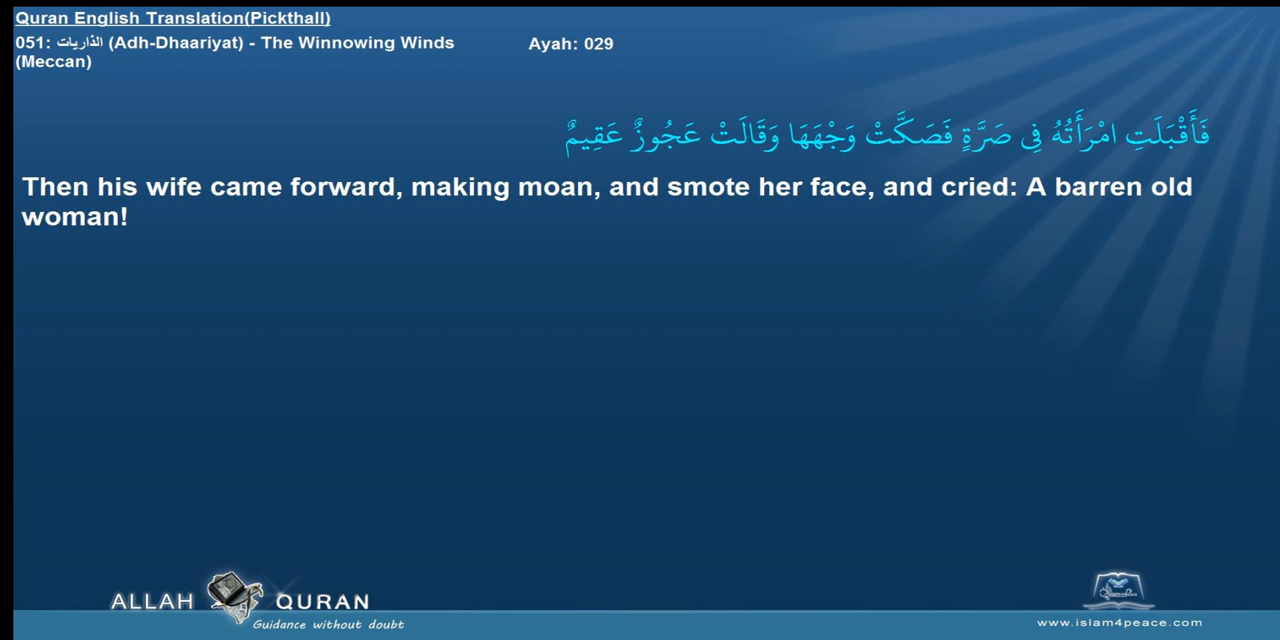 Quran English Translation(Pickthall)
051: الذاريات (Adh-Dhaariyat) - The Winnowing Winds
(Meccan)
Ayah: 029
فَأَقْبَلَتِ امْرَأَتُهُ فِى صَرَّةٍ فَصَكَّتْ وَجْهَهَا وَقَالَتْ عَجُوزٌ عَقِيمٌ
Then his wife came forward, making moan, and smote her face, and cried: A barren old
woman!
ALLAH QURAN
Guidance without doubt
www.islam4peace.com